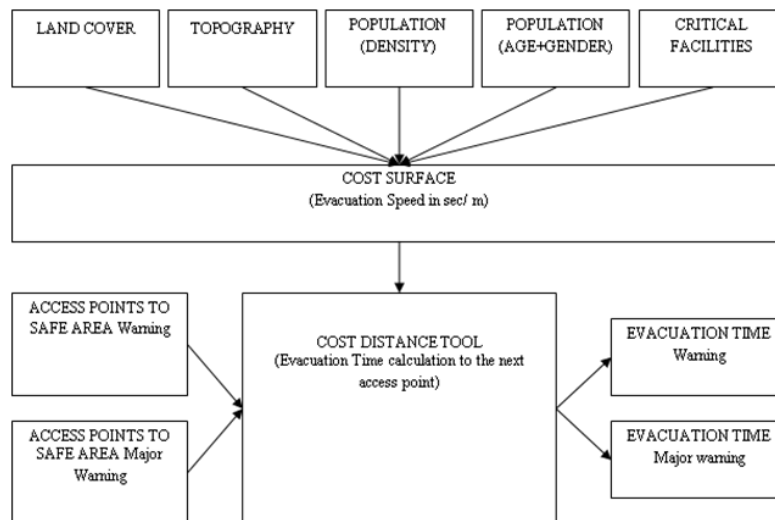 LAND COVER
TOPOGRAPHY
POPULATION
(DENSITY)
POPULATION
(AGE+GENDER)
CRITICAL
FACILITIES
COST SURFACE
(Evacuation Speed in sec/ m)
ACCESS POINTS TO
SAFE AREA Warning
ACCESS POINTS TO
SAFE AREA Major
Warning
COST DISTANCE TOOL
(Evacuation Time calculation to the next
access point)
EVACUATION TIME
Warning
EVACUATION TIME
Major warning